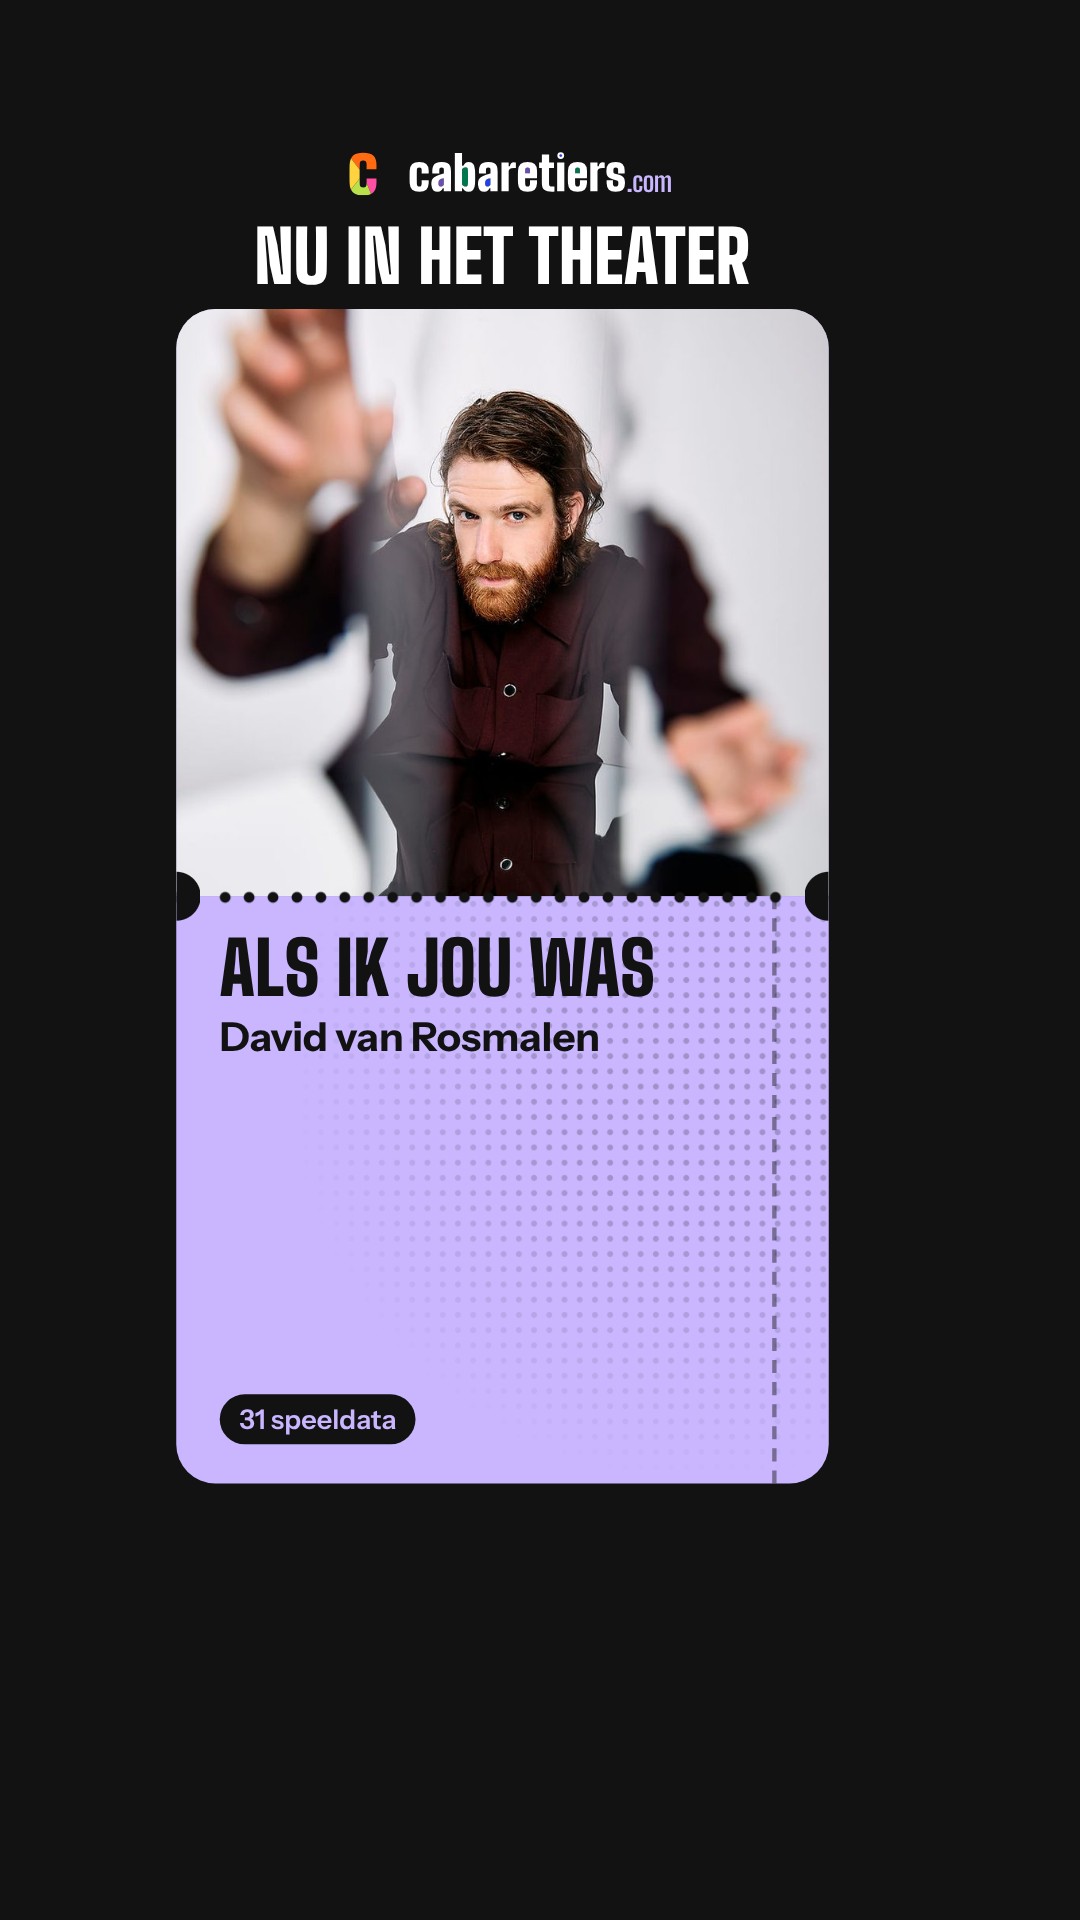 cabaretiers.com
NU IN HET THEATER
ALS IK JOU WAS
David van Rosmalen
31 speeldata